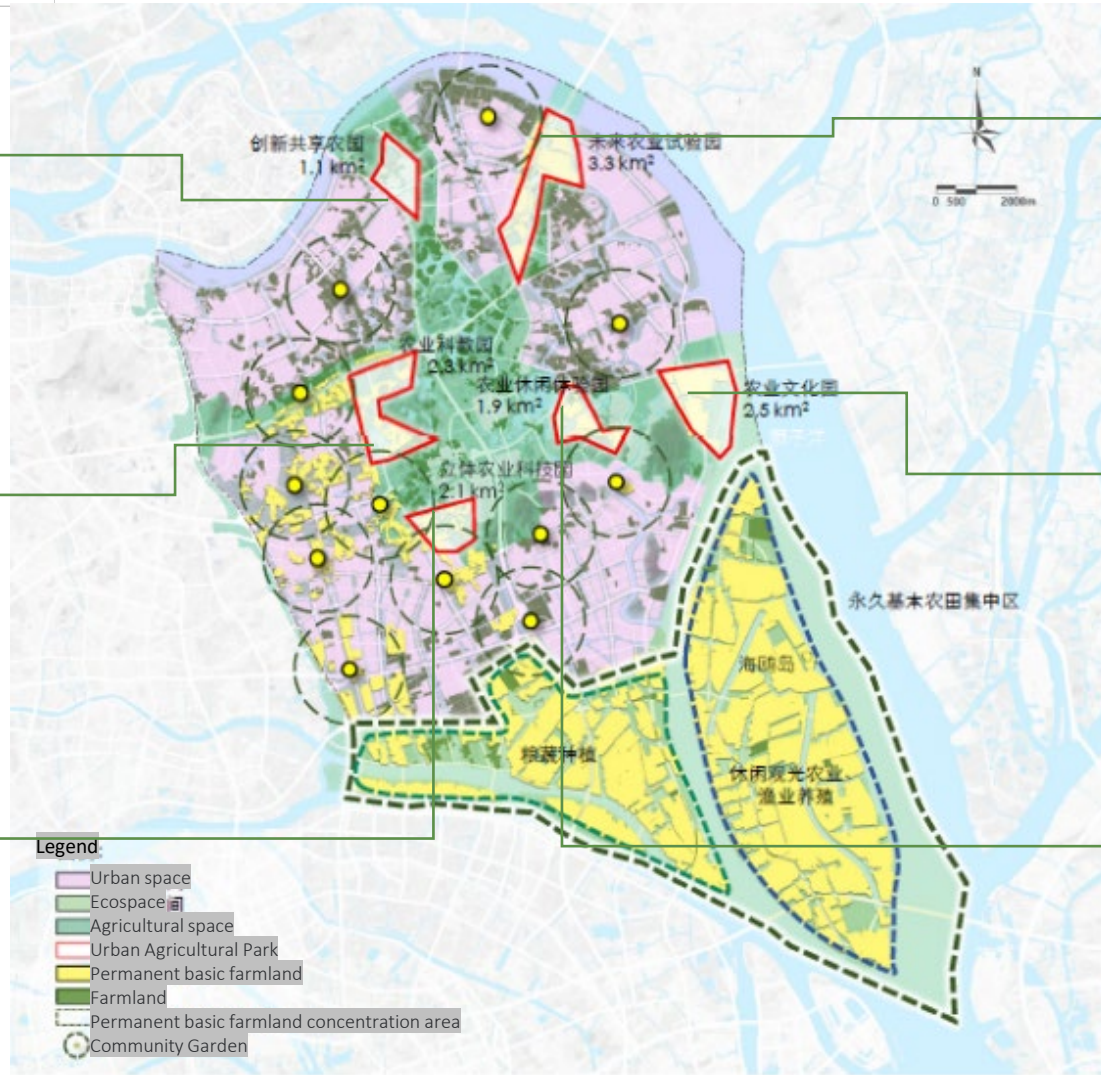 N
创新共享农园
1.1 km²
未来农业试验园
3.3 km²
0 500 2000m
农业科教园
2.3 km²
农业休闲体验园
1.9 km²
农业文化园
2.5 km²
立体农业科技园
2.1 km²
永久基本农田集中区
海鸥岛
粮蔬种植
休闲观光农业、
渔业养殖
Legend
Urban space
Ecospace
Agricultural space
Urban Agricultural Park
Permanent basic farmland
Farmland
Permanent basic farmland concentration area
Community Garden